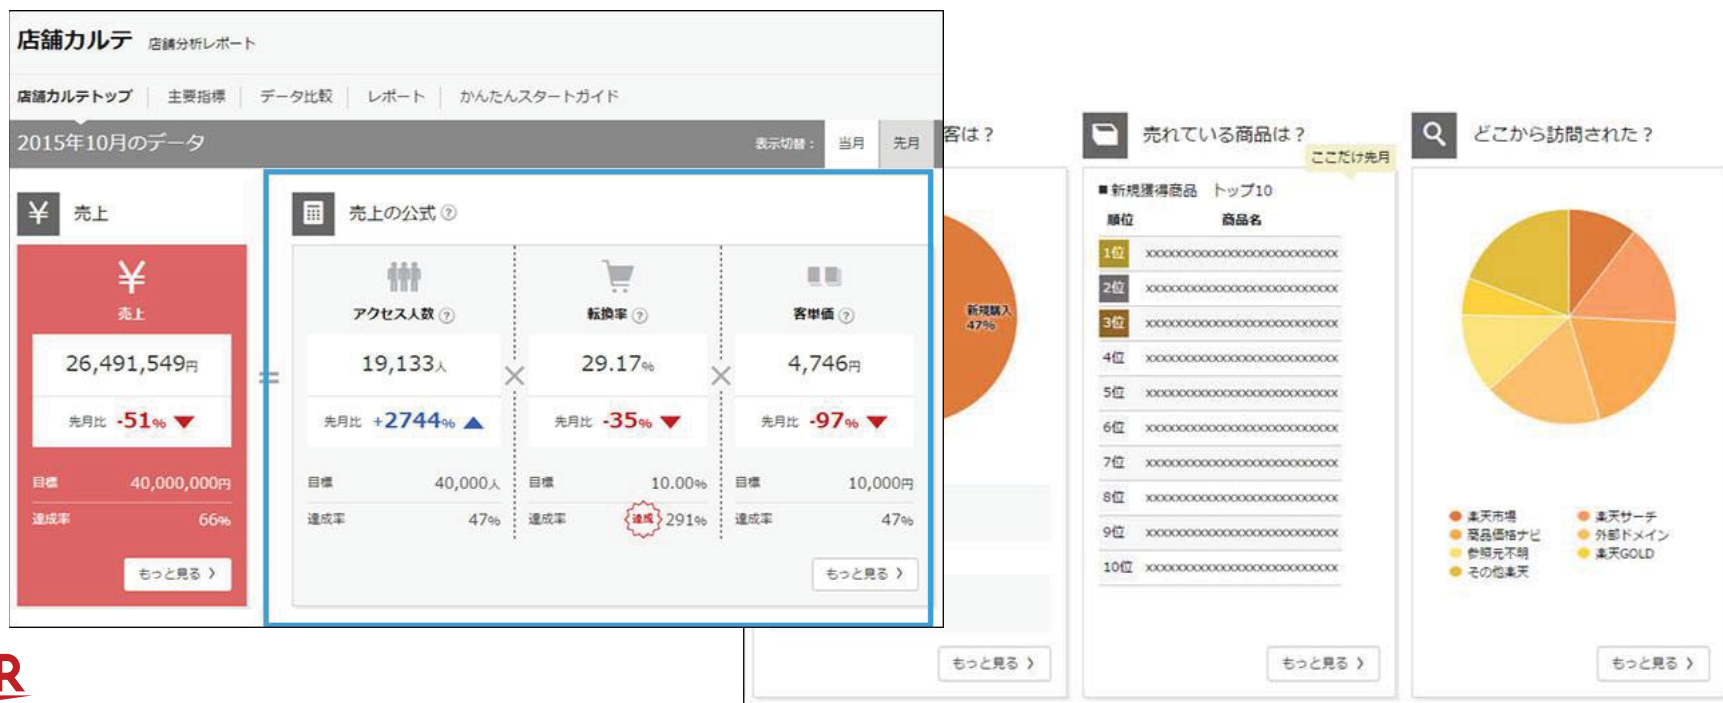 店舗カルテ 店舗分析レポート
店舗カルテトップ 主要指標 データ比較 レポート かんたんスタートガイド
2015年10月のデータ 表示切替： 当月 先月
¥ 売上
¥
売上
26,491,549円
先月比 -51% ▼
目標 40,000,000円
達成率 66%
もっと見る 〉
=
売上の公式 ?
アクセス人数 ?
19,133人
先月比 +2744% ▲
目標 40,000人
達成率 47%
×
転換率 ?
29.17%
先月比 -35% ▼
目標 10.00%
達成率 達成 291%
×
客単価 ?
4,746円
先月比 -97% ▼
目標 10,000円
達成率 47%
もっと見る 〉
客は？
新規購入
47%
もっと見る 〉
売れている商品は？
ここだけ先月
■新規獲得商品 トップ10
順位 商品名
1位 xxxxxxxxxxxxxxxxxxxxxxxxxx
2位 xxxxxxxxxxxxxxxxxxxxxxxxxx
3位 xxxxxxxxxxxxxxxxxxxxxxxxxx
4位 xxxxxxxxxxxxxxxxxxxxxxxxxx
5位 xxxxxxxxxxxxxxxxxxxxxxxxxx
6位 xxxxxxxxxxxxxxxxxxxxxxxxxx
7位 xxxxxxxxxxxxxxxxxxxxxxxxxx
8位 xxxxxxxxxxxxxxxxxxxxxxxxxx
9位 xxxxxxxxxxxxxxxxxxxxxxxxxx
10位 xxxxxxxxxxxxxxxxxxxxxxxxxx
もっと見る 〉
どこから訪問された？
楽天市場 楽天サーチ
商品価格ナビ 外部ドメイン
参照元不明 楽天GOLD
その他楽天
もっと見る 〉
R